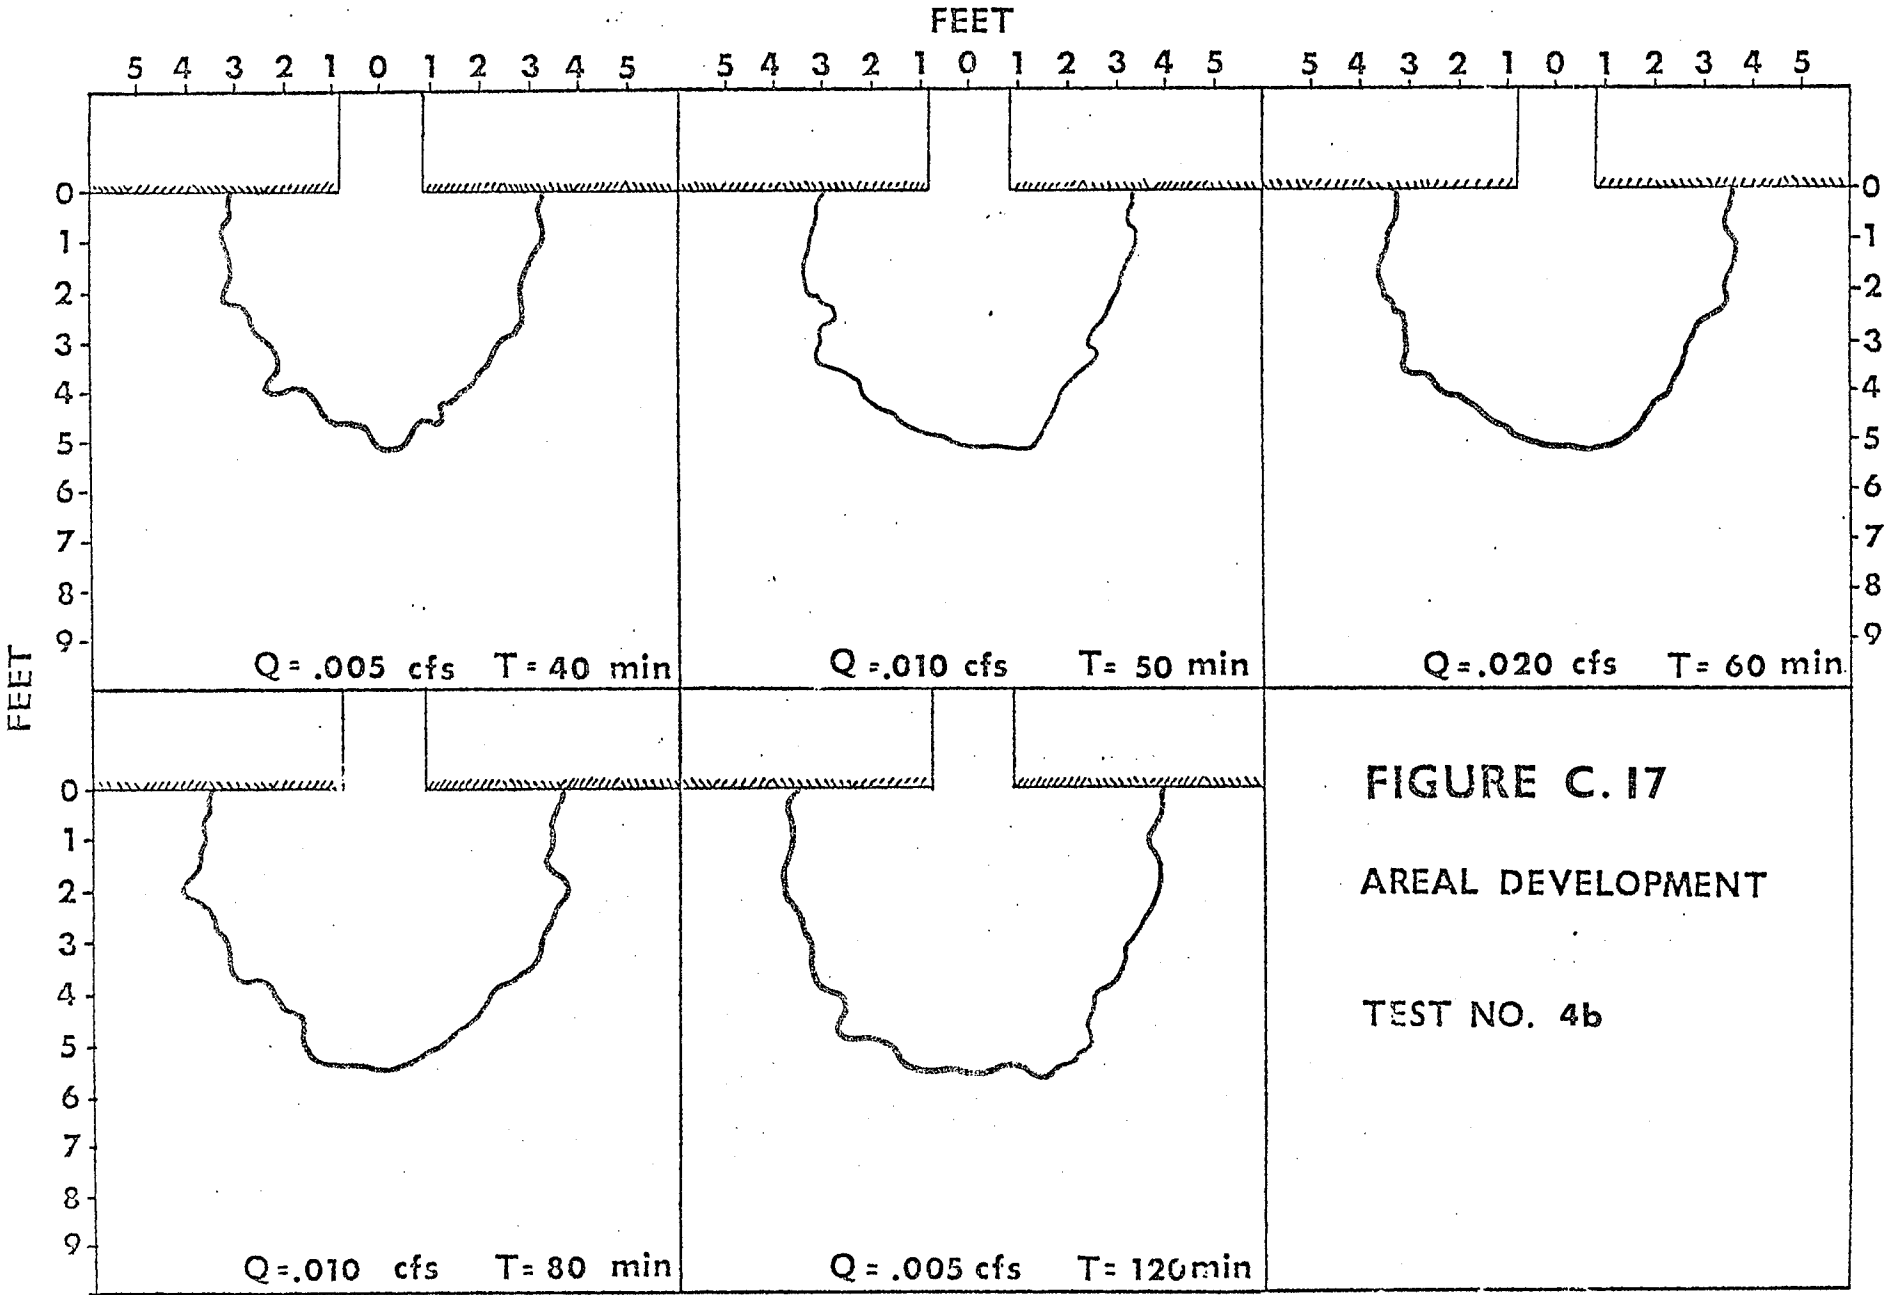 FEET
5 4 3 2 1 0 1 2 3 4 5 5 4 3 2 1 0 1 2 3 4 5 5 4 3 2 1 0 1 2 3 4 5
0 0
1 1
2 2
3 3
4 4
5 5
6 6
7 7
8 8
9 9
Q = .005 cfs T = 40 min Q = .010 cfs T = 50 min Q = .020 cfs T = 60 min
FEET
0
1
2
3
4
5
6
7
8
9
Q = .010 cfs T = 80 min Q = .005 cfs T = 120 min
FIGURE C. 17
AREAL DEVELOPMENT
TEST NO. 4b